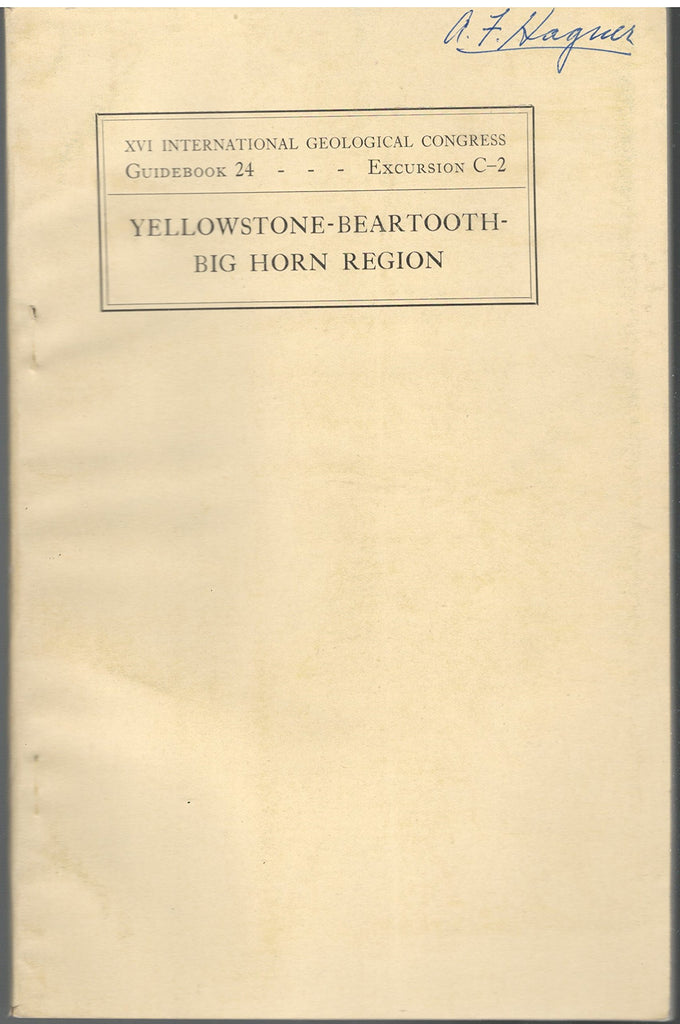 A. F. Hagner
XVI INTERNATIONAL GEOLOGICAL CONGRESS
GUIDEBOOK 24 - - - EXCURSION C-2
YELLOWSTONE-BEARTOOTH-
BIG HORN REGION